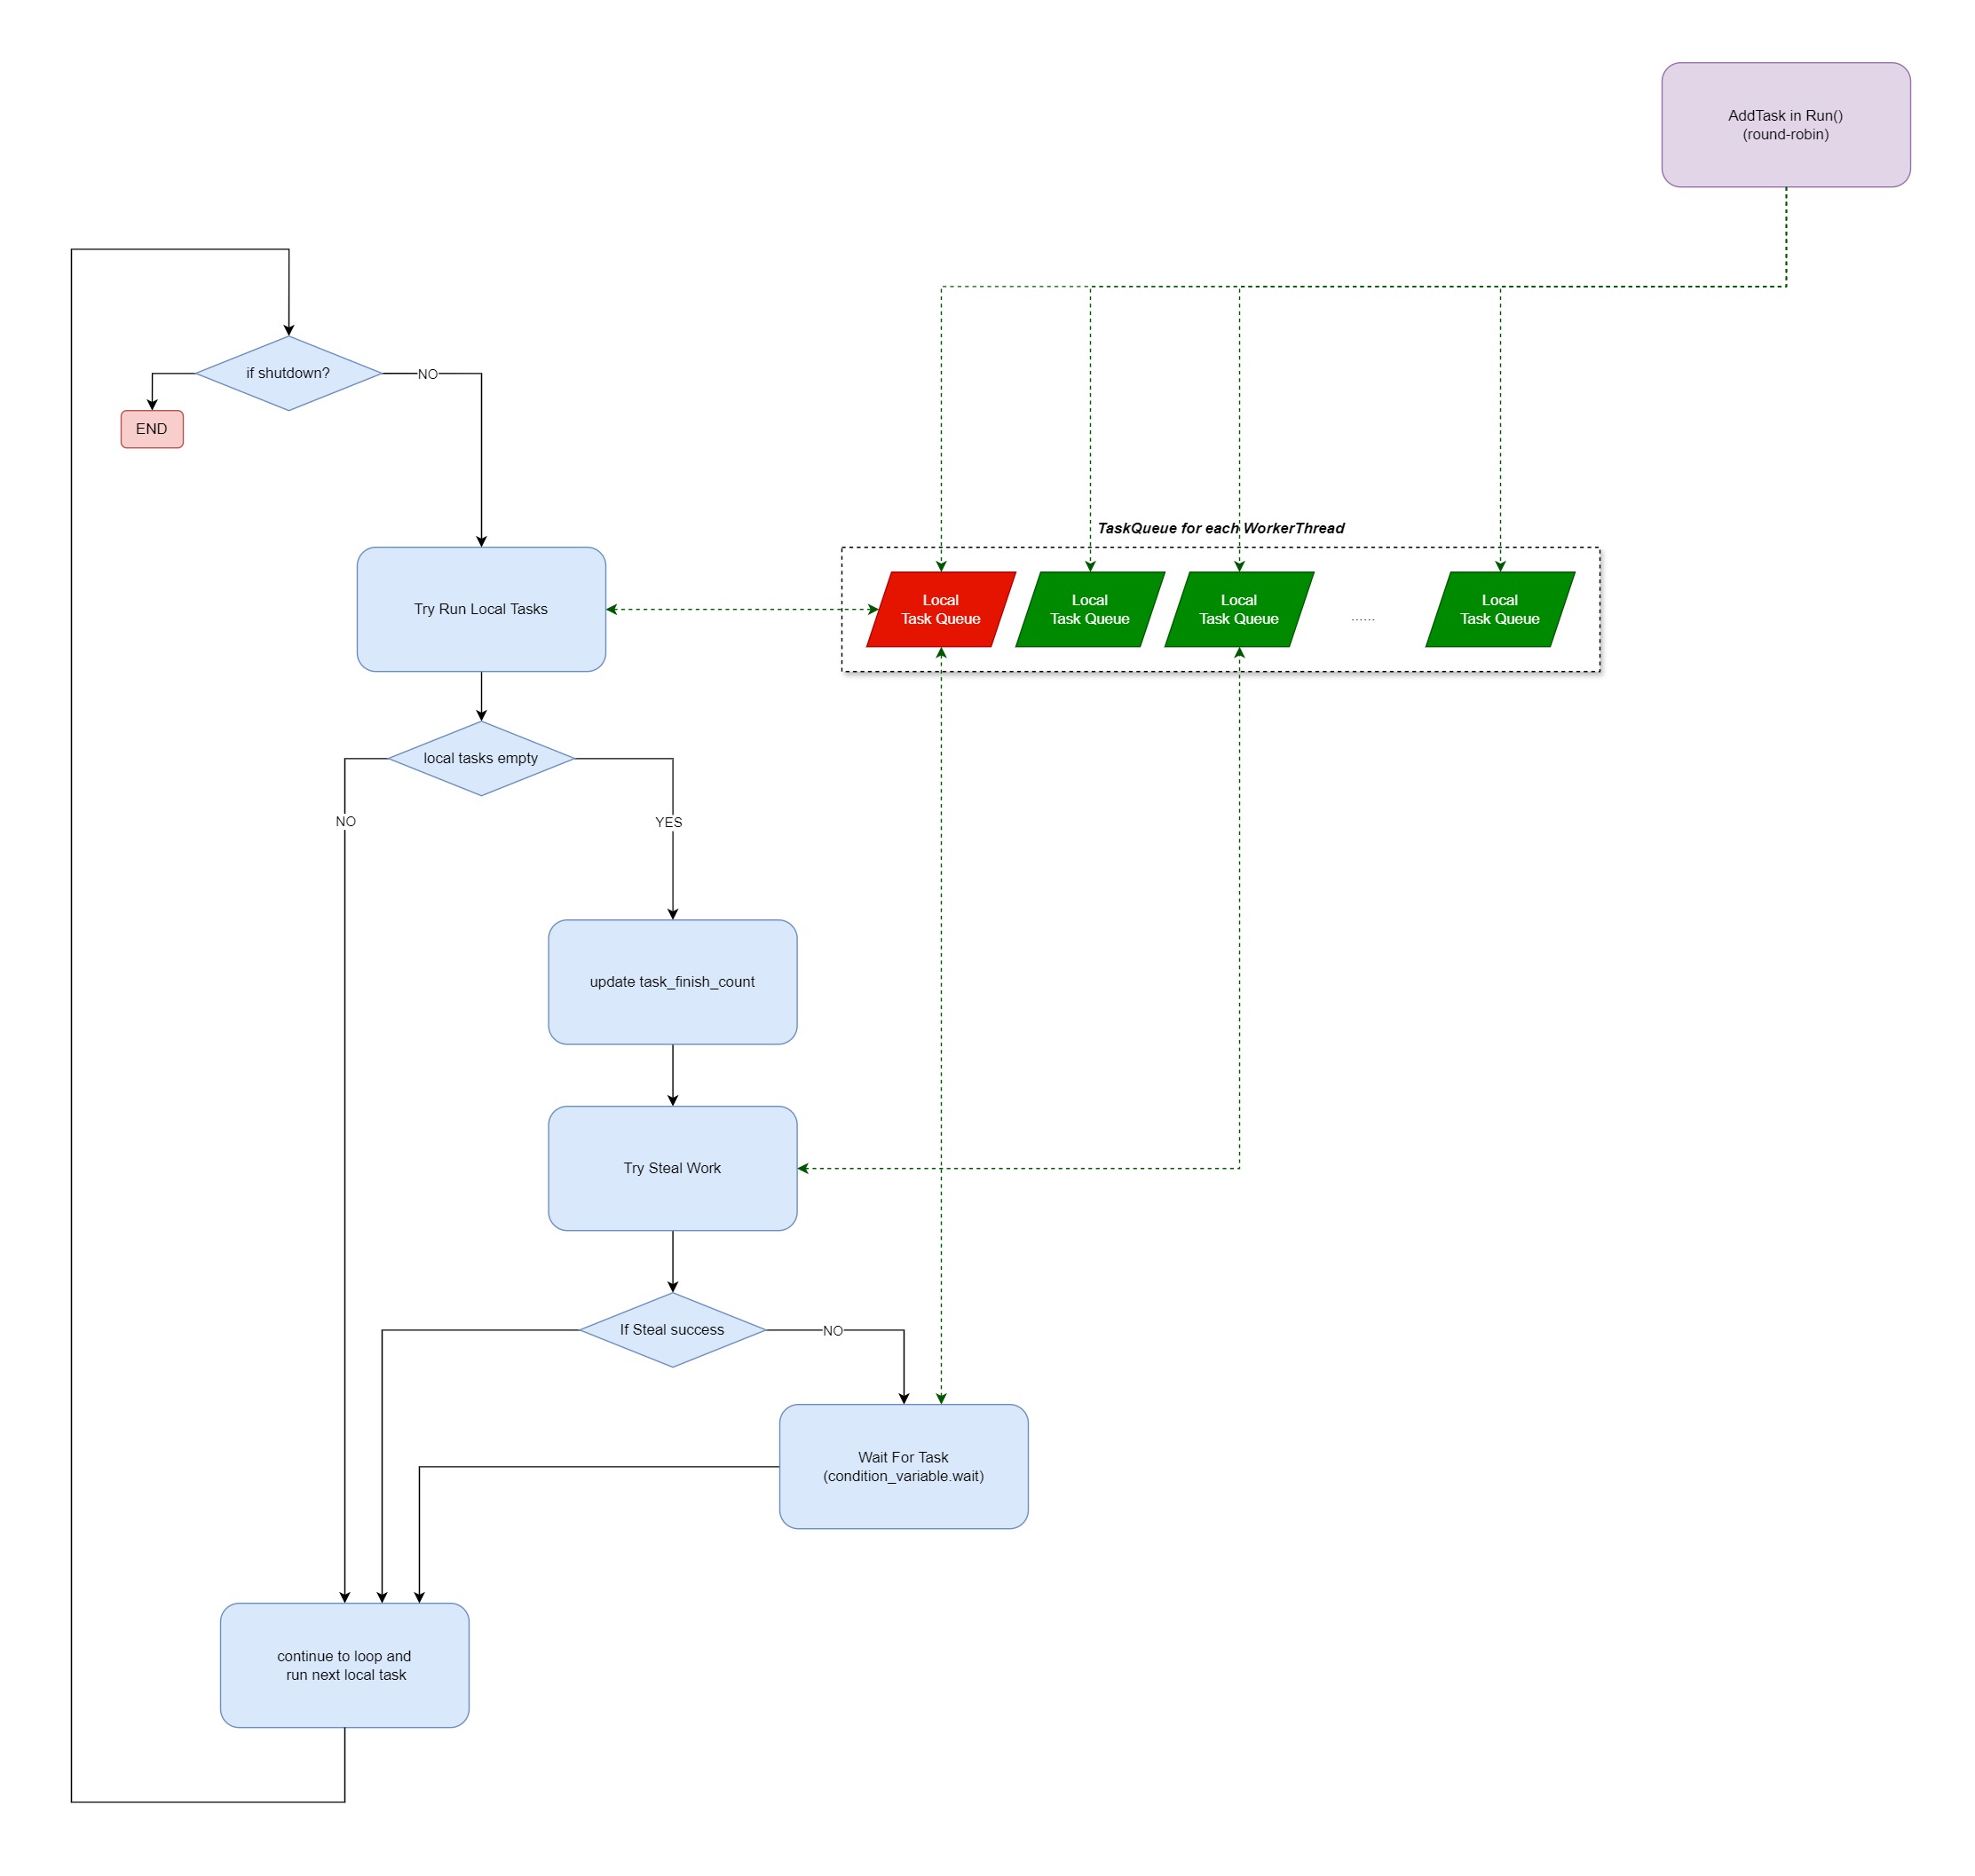 AddTask in Run()
(round-robin)
if shutdown?
NO
END
TaskQueue for each WorkerThread
Try Run Local Tasks
Local
Task Queue
Local
Task Queue
Local
Task Queue
......
Local
Task Queue
local tasks empty
NO
YES
update task_finish_count
Try Steal Work
If Steal success
NO
Wait For Task
(condition_variable.wait)
continue to loop and
run next local task